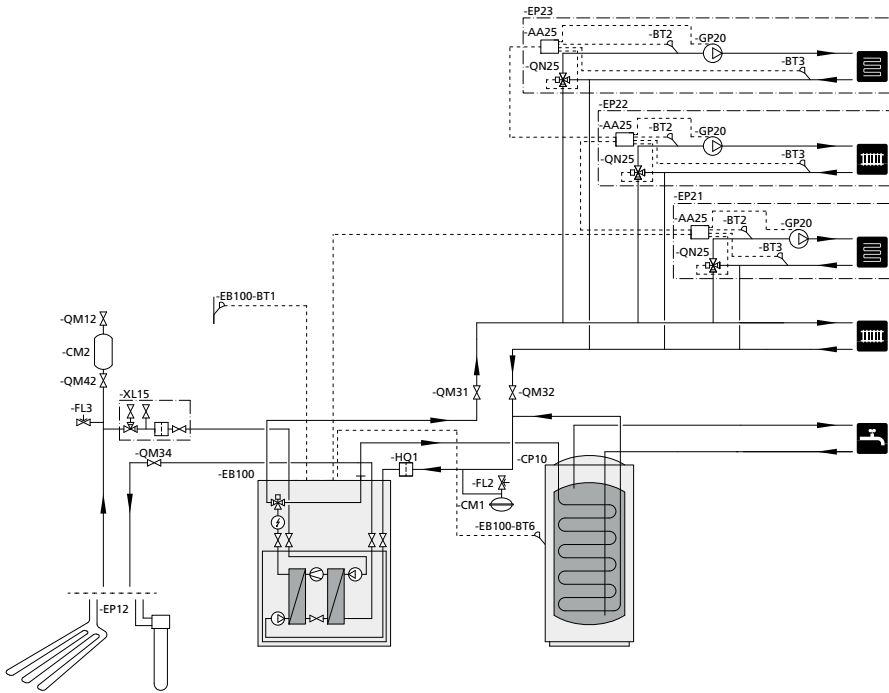 -EP23
-AA25
-BT2
-GP20
-QN25
-BT3
-EP22
-AA25
-BT2
-GP20
-QN25
-BT3
-EP21
-AA25
-BT2
-GP20
-QN25
-BT3
-EB100-BT1
-QM12
-CM2
-QM42
-XL15
-FL3
-QM31
-QM32
-QM34
-EB100
-HQ1
-CP10
-FL2
-CM1
-EB100-BT6
-EP12